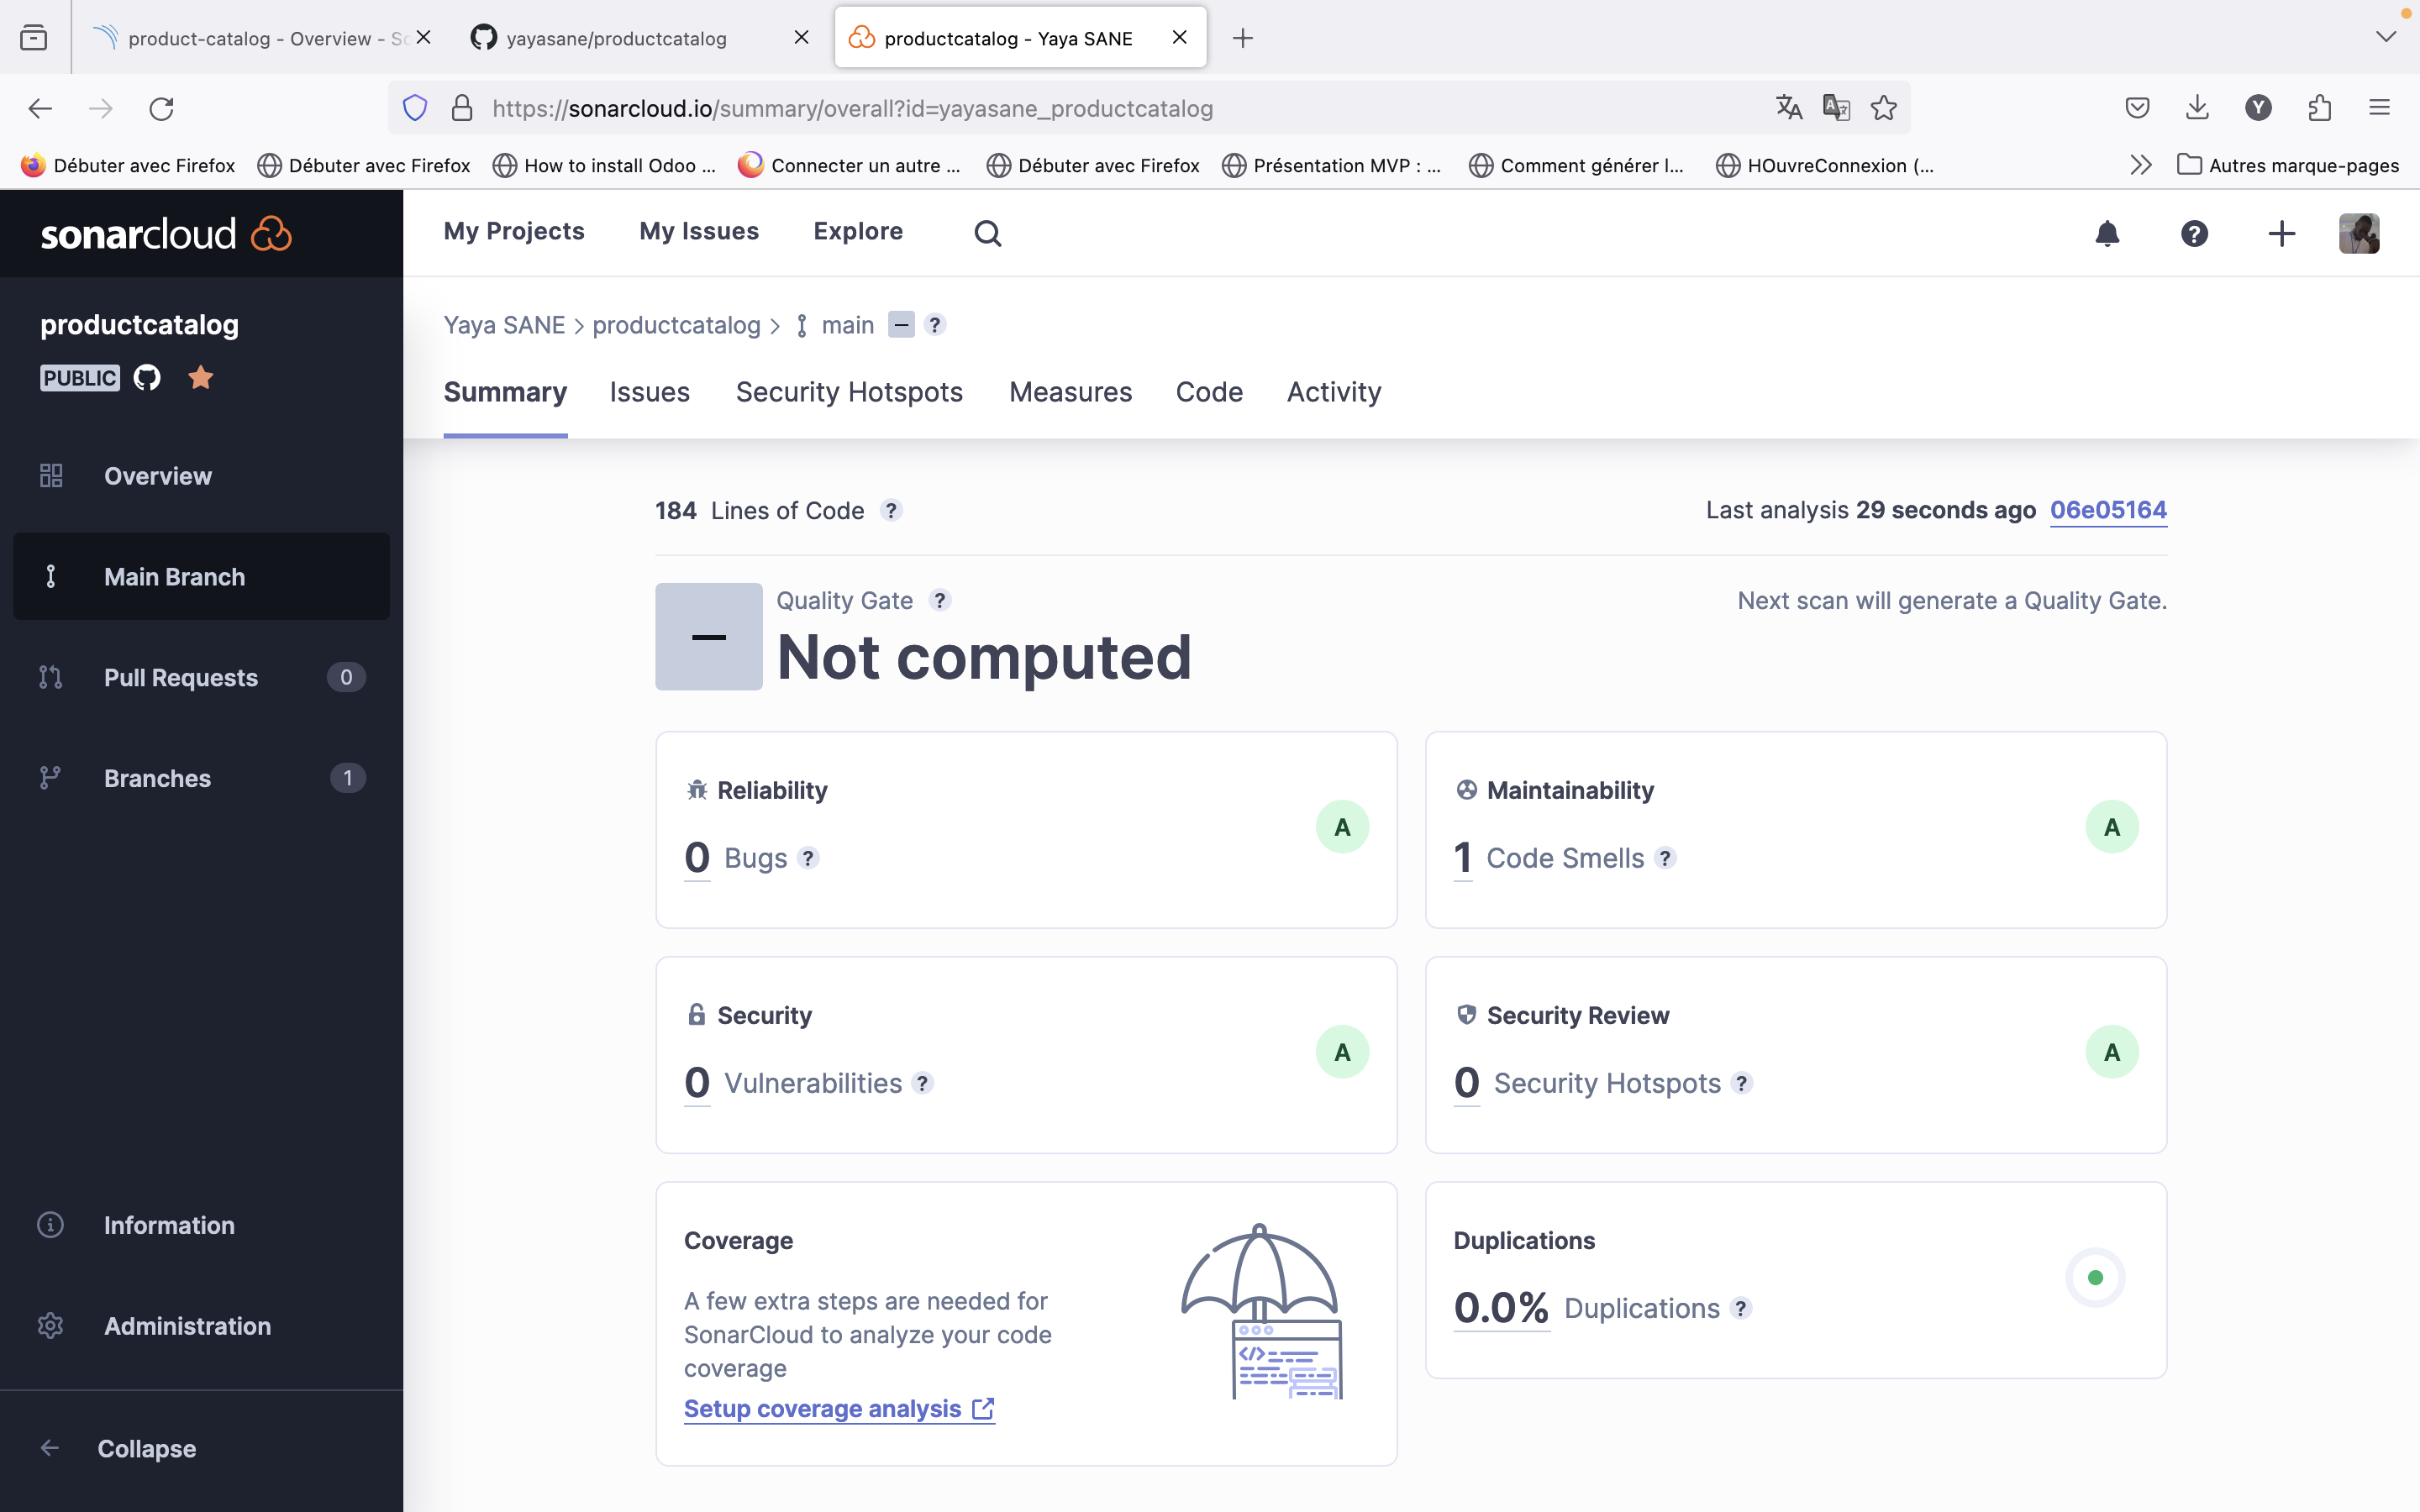 product-catalog - Overview - So
yayasane/productcatalog
productcatalog - Yaya SANE
https://sonarcloud.io/summary/overall?id=yayasane_productcatalog
Y
Débuter avec Firefox
Débuter avec Firefox
How to install Odoo ...
Connecter un autre ...
Débuter avec Firefox
Présentation MVP : ...
Comment générer l...
HOuvreConnexion (...
Autres marque-pages
sonarcloud
My Projects
My Issues
Explore
?
productcatalog
PUBLIC
Yaya SANE > productcatalog > main ?
Summary
Issues
Security Hotspots
Measures
Code
Activity
Overview
Main Branch
Pull Requests 0
Branches 1
Information
Administration
Collapse
184 Lines of Code ?
Last analysis 29 seconds ago 06e05164
Quality Gate ?
Not computed
Next scan will generate a Quality Gate.
Reliability
0 Bugs ?
A
Maintainability
1 Code Smells ?
A
Security
0 Vulnerabilities ?
A
Security Review
0 Security Hotspots ?
A
Coverage
A few extra steps are needed for
SonarCloud to analyze your code
coverage
Setup coverage analysis
</>
Duplications
0.0% Duplications ?